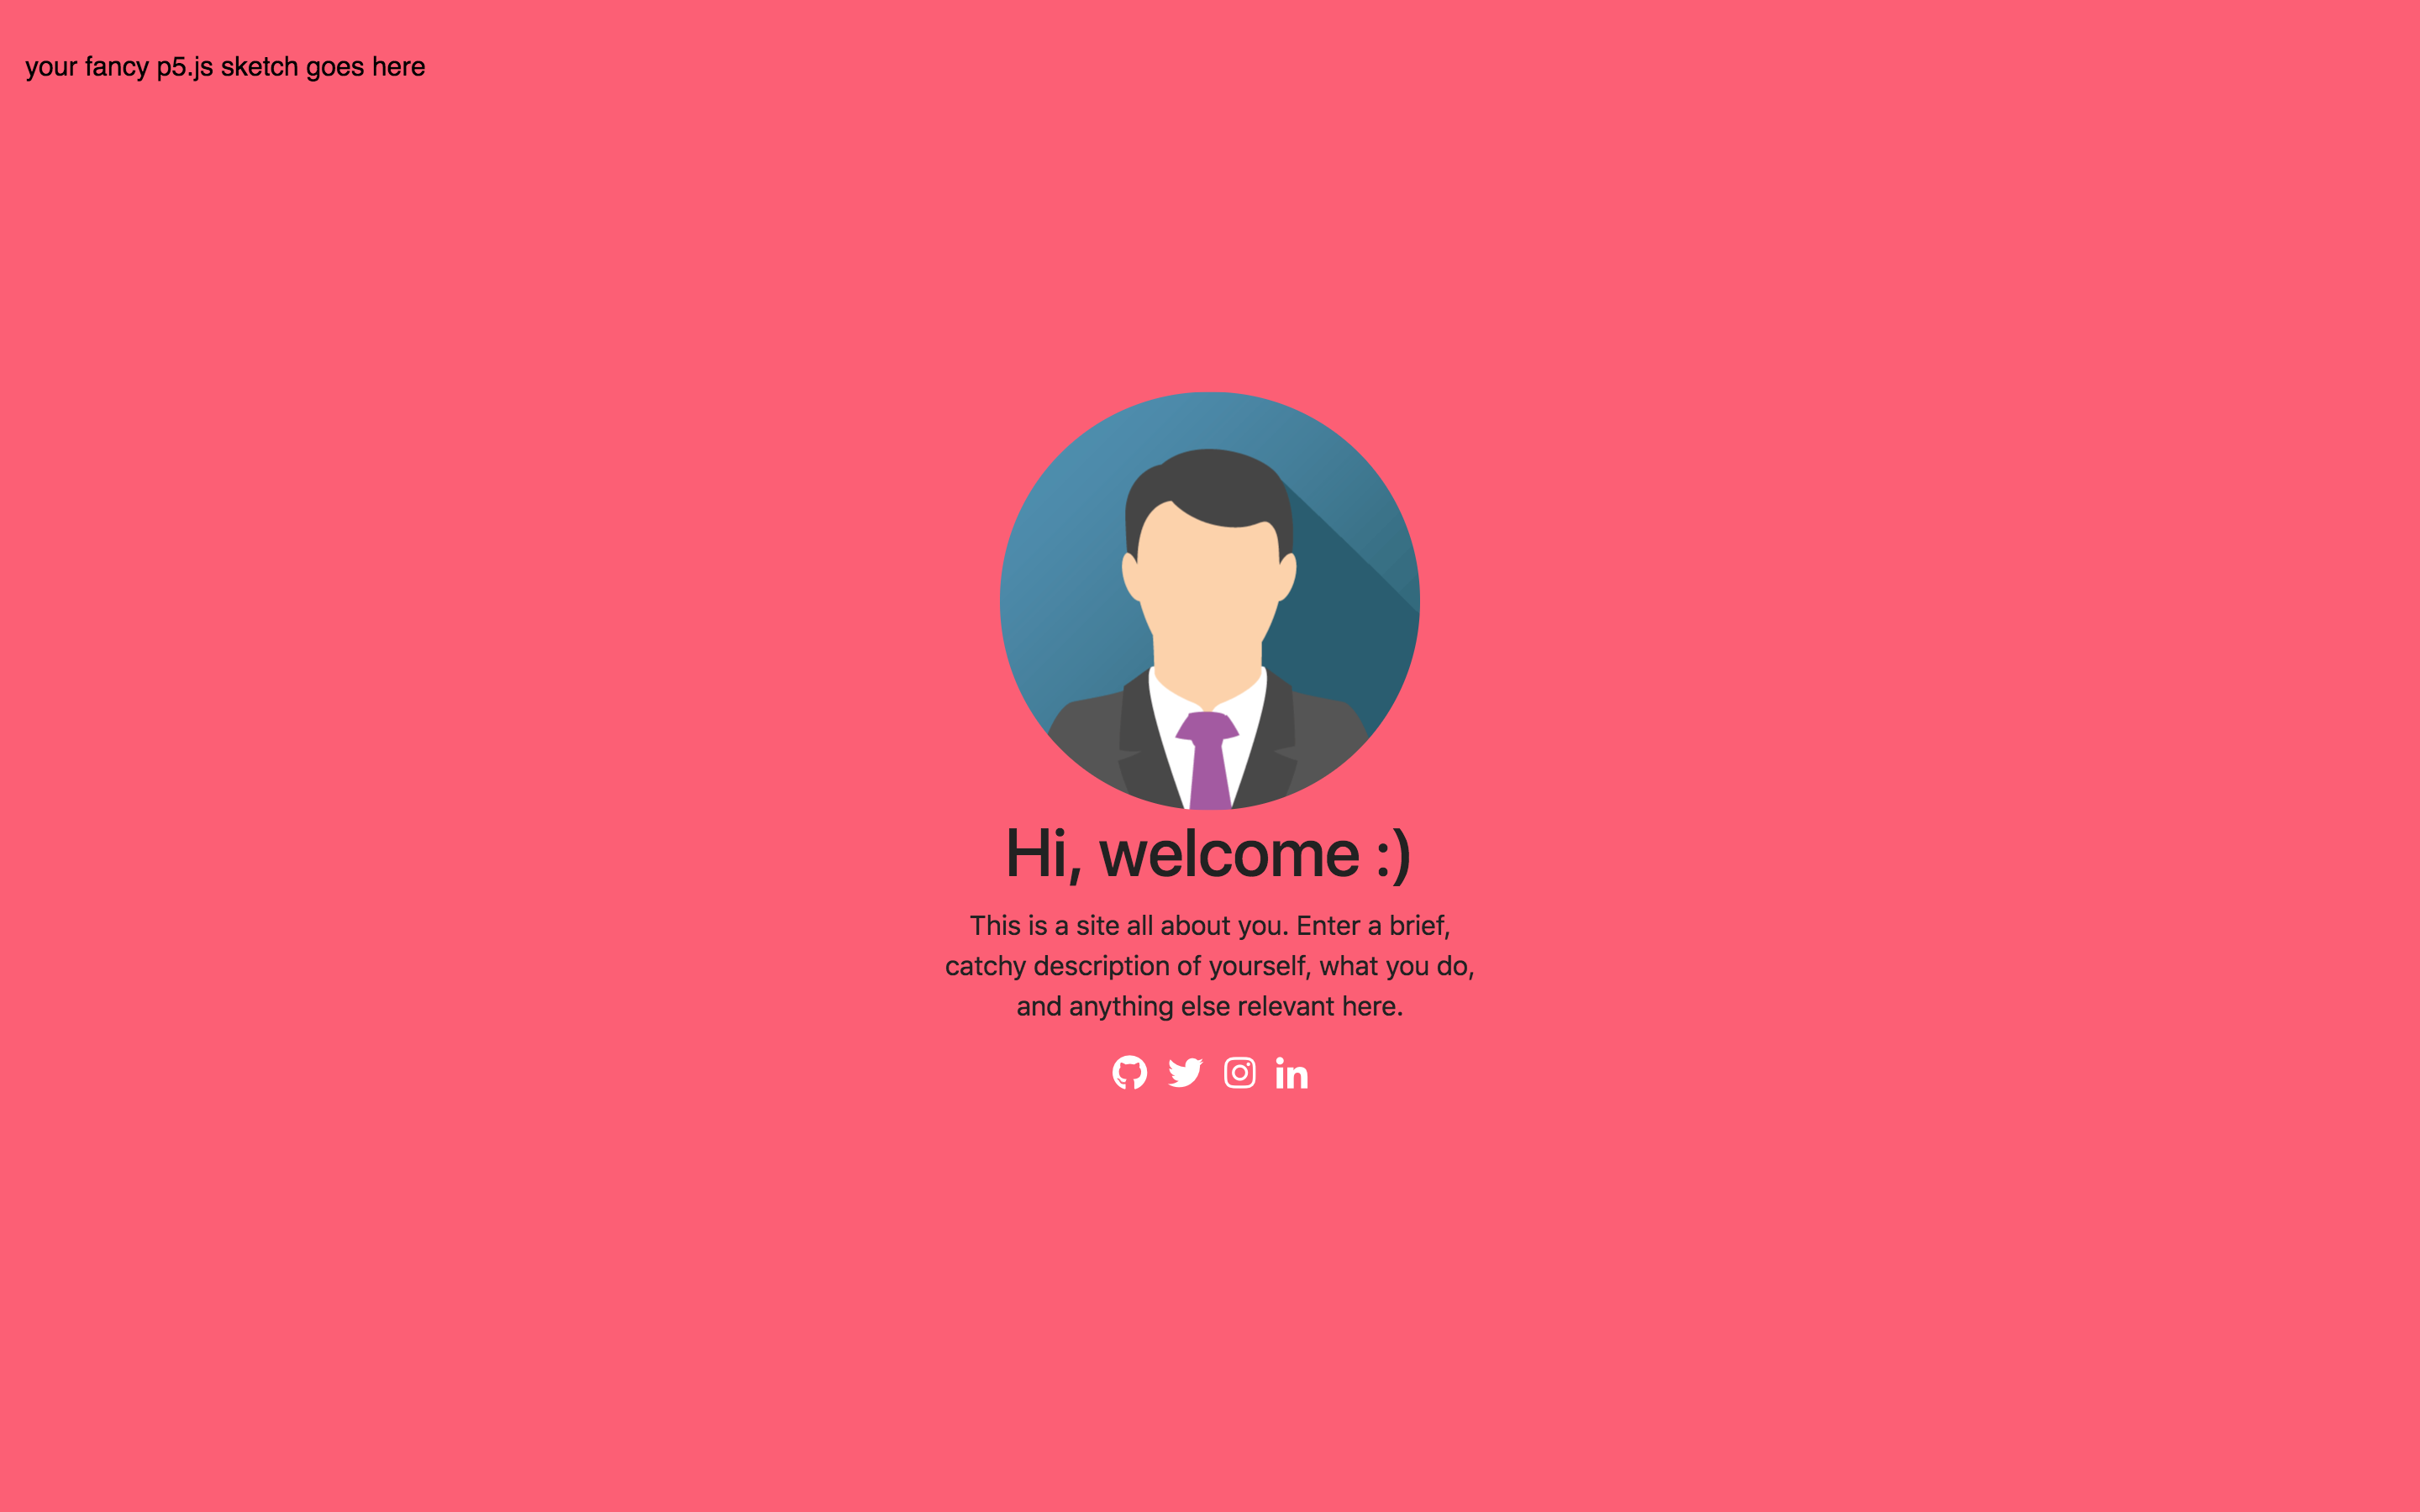 your fancy p5.js sketch goes here
Hi, welcome :)
This is a site all about you. Enter a brief,
catchy description of yourself, what you do,
and anything else relevant here.
in